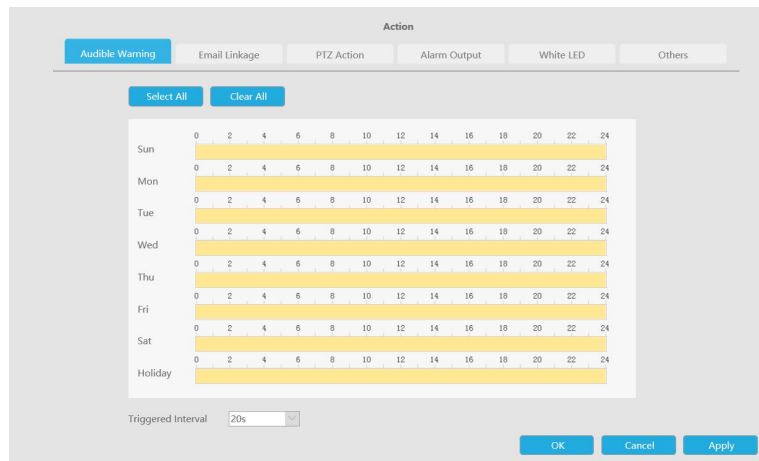 Action
Audible Warning Email Linkage PTZ Action Alarm Output White LED Others
Select All Clear All
0 2 4 6 8 10 12 14 16 18 20 22 24
Sun
0 2 4 6 8 10 12 14 16 18 20 22 24
Mon
0 2 4 6 8 10 12 14 16 18 20 22 24
Tue
0 2 4 6 8 10 12 14 16 18 20 22 24
Wed
0 2 4 6 8 10 12 14 16 18 20 22 24
Thu
0 2 4 6 8 10 12 14 16 18 20 22 24
Fri
0 2 4 6 8 10 12 14 16 18 20 22 24
Sat
0 2 4 6 8 10 12 14 16 18 20 22 24
Holiday
Triggered Interval 20s
OK Cancel Apply